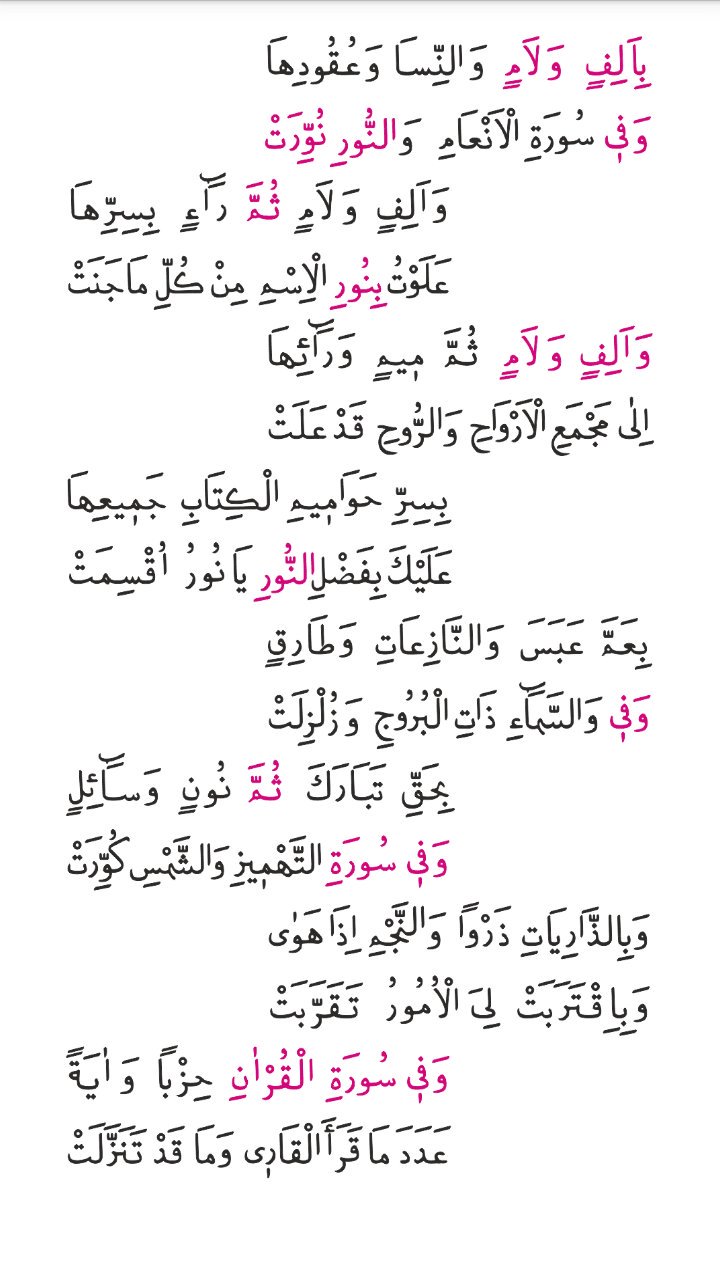 بِاَلِفٍ وَلَامٍ وَالنِّسَا وَعُقُودِهَا
وَفٖي سُورَةِ الْاَنْعَامِ وَالنُّورِ نُوِّرَتْ
وَاَلِفٍ وَلَامٍ ثُمَّ رَٓاءٍ بِسِرِّهَا
عَلَوْتُ بِنُورِ الْاِسْمِ مِنْ كُلِّ مَاجَنَتْ
وَاَلِفٍ وَلَامٍ ثُمَّ مٖيمٍ وَرَٓائِهَا
اِلٰى مَجْمَعِ الْاَرْوَاحِ وَالرُّوحِ قَدْ عَلَتْ
بِسِرِّ حَوَامٖيمِ الْكِتَابِ جَمٖيعِهَا
عَلَيْكَ بِفَضْلِ النُّورِ يَا نُورُ اُقْسِمَتْ
بِعَمَّ عَبَسَ وَالنَّازِعَاتِ وَطَارِقٍ
وَفٖي وَالسَّمَٓاءِ ذَاتِ الْبُرُوجِ وَزُلْزِلَتْ
بِحَقِّ تَبَارَكَ ثُمَّ نُونٍ وَسَٓائِلٍ
وَفٖي سُورَةِ التَّهْمٖيزِ وَالشَّمْسِ كُوِّرَتْ
وَبِالذَّارِيَاتِ ذَرْوًا وَالنَّجْمِ اِذَا هَوٰى
وَبِاِقْتَرَبَتْ لِىَ الْاُمُورُ تَقَرَّبَتْ
وَفٖي سُورَةِ الْقُرْاٰنِ حِزْبًا وَاٰيَةً
عَدَدَ مَا قَرَأَ الْقَارٖى وَمَا قَدْ تَنَزَّلَتْ